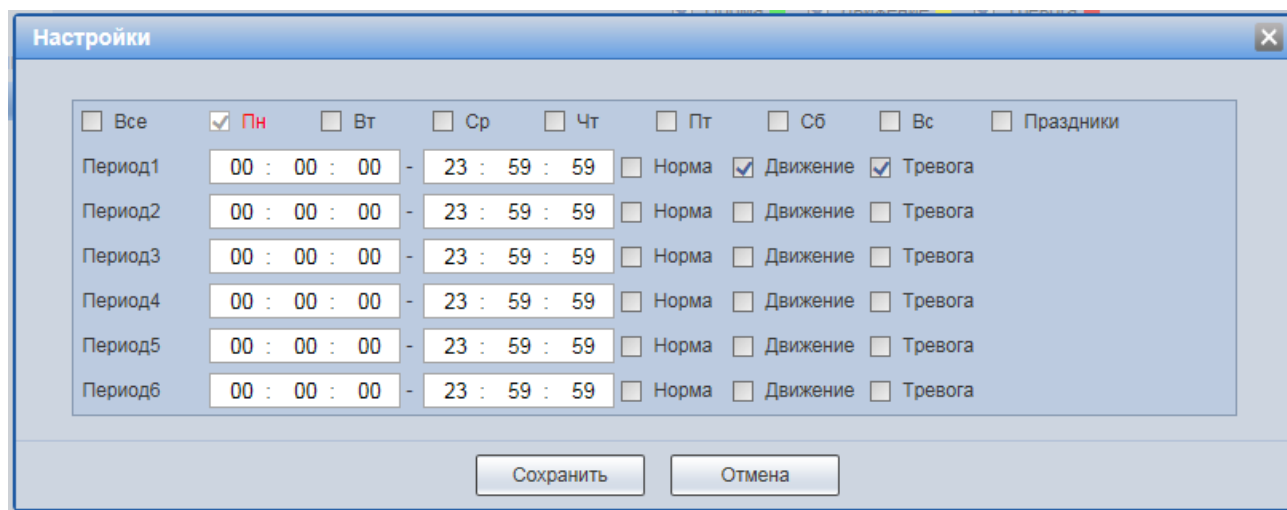 Норма Движение Тревога
Настройки
Все Пн Вт Ср Чт Пт Сб Вс Праздники
Период1 00 : 00 : 00 - 23 : 59 : 59 Норма Движение Тревога
Период2 00 : 00 : 00 - 23 : 59 : 59 Норма Движение Тревога
Период3 00 : 00 : 00 - 23 : 59 : 59 Норма Движение Тревога
Период4 00 : 00 : 00 - 23 : 59 : 59 Норма Движение Тревога
Период5 00 : 00 : 00 - 23 : 59 : 59 Норма Движение Тревога
Период6 00 : 00 : 00 - 23 : 59 : 59 Норма Движение Тревога
Сохранить Отмена